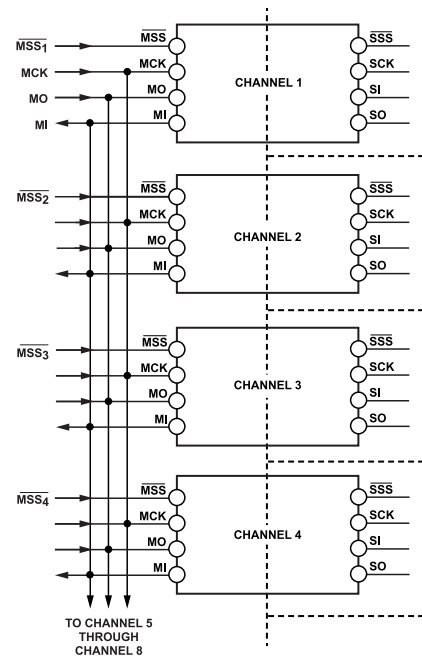 MSS1 MSS SSS
MCK MCK SCK
CHANNEL 1
MO MO SI
MI MI SO
MSS2 MSS SSS
MCK SCK
CHANNEL 2
MO SI
MI SO
MSS3 MSS SSS
MCK SCK
CHANNEL 3
MO SI
MI SO
MSS4 MSS SSS
MCK SCK
CHANNEL 4
MO SI
MI SO
TO CHANNEL 5
THROUGH
CHANNEL 8